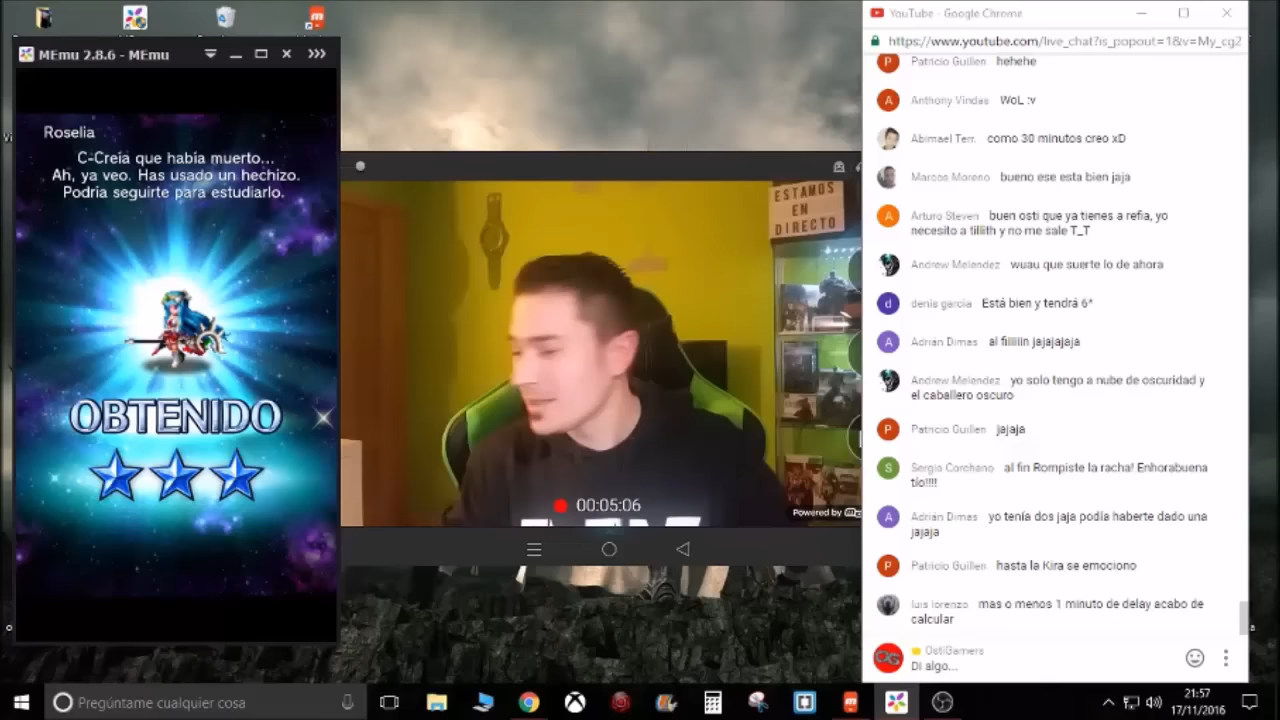 MEmu 2.8.6 - MEmu
Roselia
C-Creía que había muerto...
Ah, ya veo. Has usado un hechizo.
Podría seguirte para estudiarlo.
OBTENIDO
ESTAMOS
EN
DIRECTO
00:05:06
Powered by
YouTube - Google Chrome
https://www.youtube.com/live_chat?is_popout=1&v=My_cg2
Patricio Guillen hehehe
Anthony Vindas WoL :v
Abimael Terr. como 30 minutos creo xD
Marcos Moreno bueno ese esta bien jaja
Arturo Steven buen osti que ya tienes a refia, yo
necesito a tillith y no me sale T_T
Andrew Melendez wuau que suerte lo de ahora
denis garcia Está bien y tendrá 6*
Adrián Dimas al fiiiiiin jajajajaja
Andrew Melendez yo solo tengo a nube de oscuridad y
el caballero oscuro
Patricio Guillen jajaja
Sergio Corchano al fin Rompiste la racha! Enhorabuena
tio!!!!
Adrián Dimas yo tenía dos jaja podía haberte dado una
jajaja
Patricio Guillen hasta la Kira se emociono
luis lorenzo mas o menos 1 minuto de delay acabo de
calcular
OstiGamers
Di algo...
Pregúntame cualquier cosa
21:57
17/11/2016